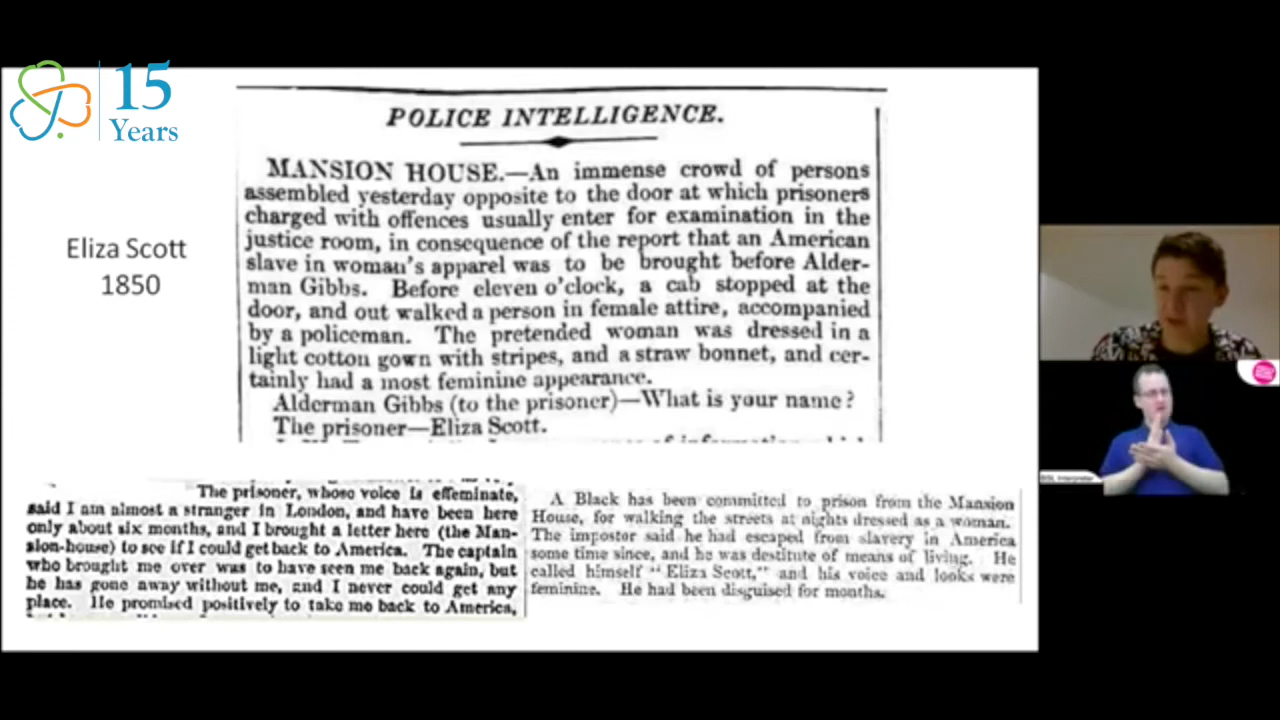 15
Years
Eliza Scott
1850
POLICE INTELLIGENCE.
MANSION HOUSE.—An immense crowd of persons
assembled yesterday opposite to the door at which prisoners
charged with offences usually enter for examination in the
justice room, in consequence of the report that an American
slave in woman's apparel was to be brought before Alder-
man Gibbs. Before eleven o'clock, a cab stopped at the
door, and out walked a person in female attire, accompanied
by a policeman. The pretended woman was dressed in a
light cotton gown with stripes, and a straw bonnet, and cer-
tainly had a most feminine appearance.
Alderman Gibbs (to the prisoner)—What is your name?
The prisoner—Eliza Scott.
The prisoner, whose voice is effeminate,
said I am almost a stranger in London, and have been here
only about six months, and I brought a letter here (the Man-
sion-house) to see if I could get back to America. The captain
who brought me over was to have seen me back again, but
he has gone away without me, and I never could get any
place. He promised positively to take me back to America,
A Black has been committed to prison from the Mansion
House, for walking the streets at nights dressed as a woman.
The impostor said he had escaped from slavery in America
some time since, and he was destitute of means of living. He
called himself "Eliza Scott," and his voice and looks were
feminine. He had been disguised for months.